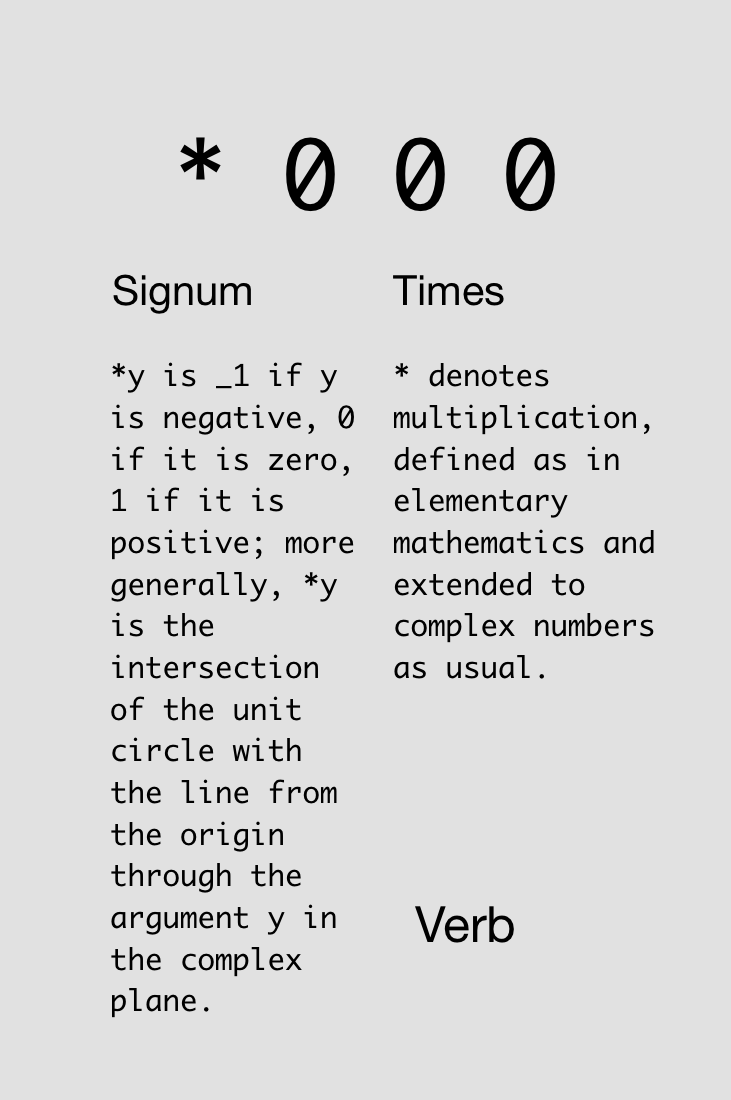 * 0 0 0
Signum
*y is _1 if y
is negative, 0
if it is zero,
1 if it is
positive; more
generally, *y
is the
intersection
of the unit
circle with
the line from
the origin
through the
argument y in
the complex
plane.
Times
* denotes
multiplication,
defined as in
elementary
mathematics and
extended to
complex numbers
as usual.
Verb